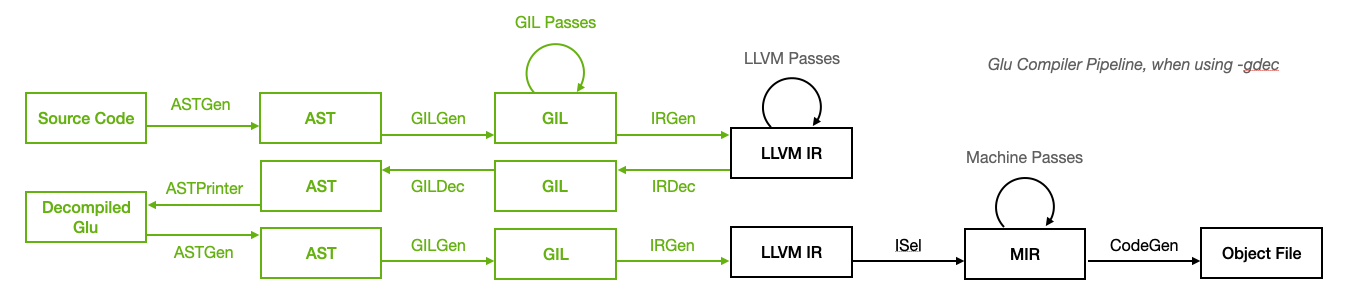 GIL Passes
LLVM Passes
Glu Compiler Pipeline, when using -gdec
Source Code
ASTGen
AST
GILGen
GIL
IRGen
LLVM IR
AST
GILDec
GIL
IRDec
Machine Passes
ASTPrinter
Decompiled
Glu
ASTGen
AST
GILGen
GIL
IRGen
LLVM IR
ISel
MIR
CodeGen
Object File